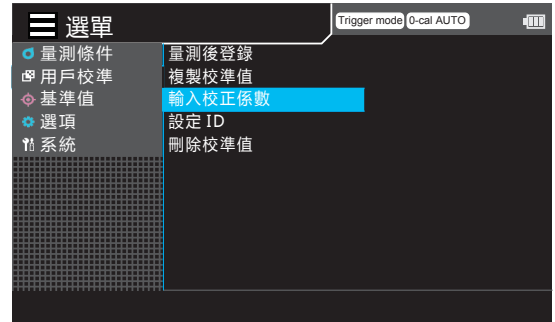 選單
Trigger mode 0-cal AUTO
量測條件
用戶校準
基準值
選項
系統
量測後登錄
複製校準值
輸入校正係數
設定 ID
刪除校準值